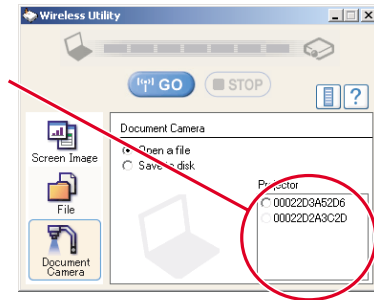 Wireless Utility
GO
STOP
?
Screen Image
File
Document
Camera
Document Camera
Open a file
Save to disk
Projector
00022D3A52D6
00022D2A3C2D